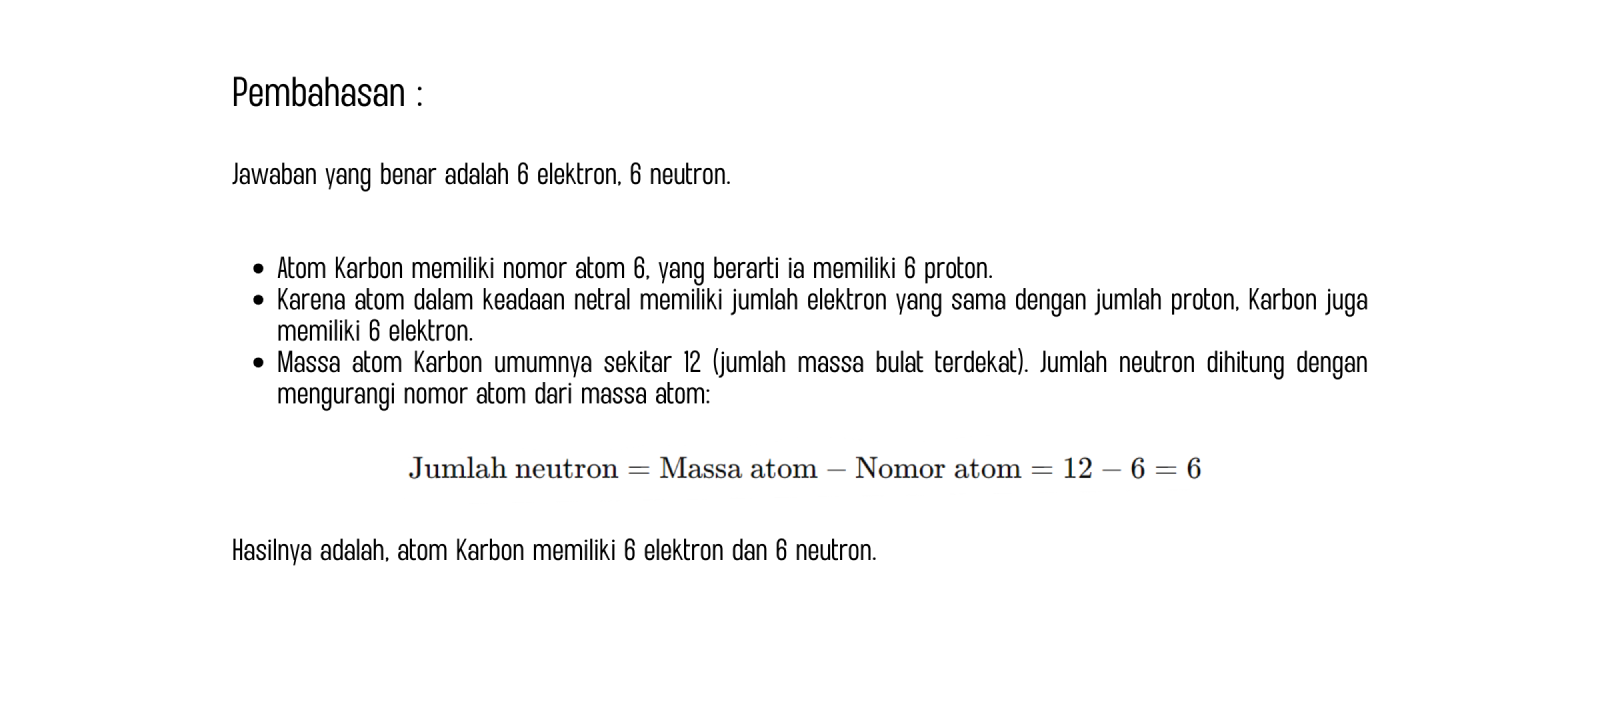 Pembahasan :
Jawaban yang benar adalah 6 elektron, 6 neutron.
• Atom Karbon memiliki nomor atom 6, yang berarti ia memiliki 6 proton.
• Karena atom dalam keadaan netral memiliki jumlah elektron yang sama dengan jumlah proton, Karbon juga
memiliki 6 elektron.
• Massa atom Karbon umumnya sekitar 12 (jumlah massa bulat terdekat). Jumlah neutron dihitung dengan
mengurangi nomor atom dari massa atom:
Jumlah neutron = Massa atom − Nomor atom = 12 − 6 = 6
Hasilnya adalah, atom Karbon memiliki 6 elektron dan 6 neutron.